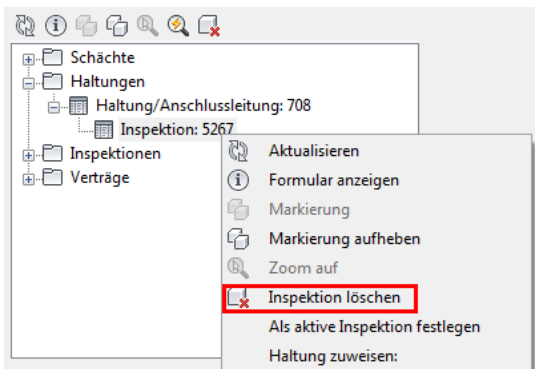 Schächte
Haltungen
Haltung/Anschlussleitung: 708
Inspektion: 5267
Inspektionen
Verträge
Aktualisieren
Formular anzeigen
Markierung
Markierung aufheben
Zoom auf
Inspektion löschen
Als aktive Inspektion festlegen
Haltung zuweisen: